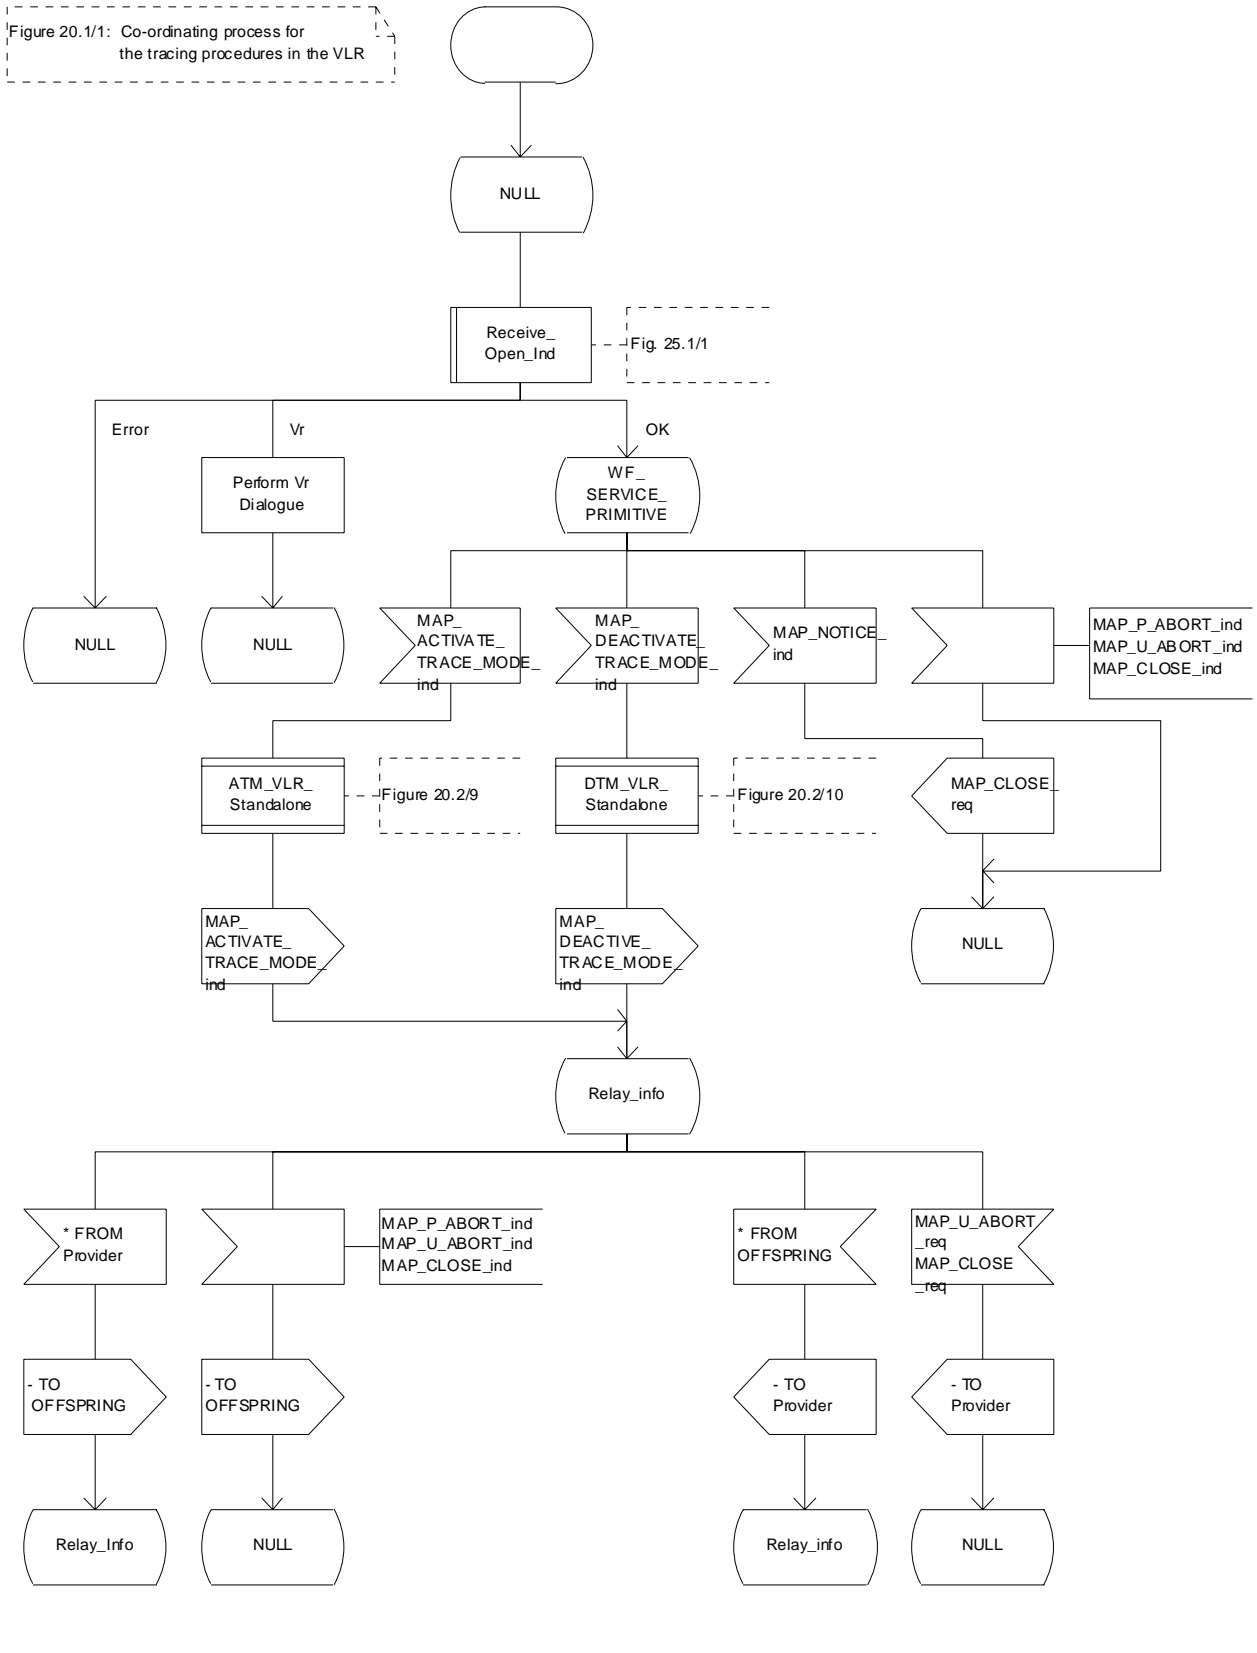 Figure 20.1/1: Co-ordinating process for
the tracing procedures in the VLR
NULL
Receive_
Open_Ind
Fig. 25.1/1
Error
Vr
OK
Perform Vr
Dialogue
WF_
SERVICE_
PRIMITIVE
NULL
NULL
MAP_
ACTIVATE_
TRACE_MODE_
ind
MAP_
DEACTIVATE_
TRACE_MODE_
ind
MAP_NOTICE_
ind
MAP_P_ABORT_ind
MAP_U_ABORT_ind
MAP_CLOSE_ind
ATM_VLR_
Standalone
Figure 20.2/9
DTM_VLR_
Standalone
Figure 20.2/10
MAP_CLOSE_
req
MAP_
ACTIVATE_
TRACE_MODE_
ind
MAP_
DEACTIVE_
TRACE_MODE_
ind
NULL
Relay_info
* FROM
Provider
MAP_P_ABORT_ind
MAP_U_ABORT_ind
MAP_CLOSE_ind
* FROM
OFFSPRING
MAP_U_ABORT
_req
MAP_CLOSE
_req
- TO
OFFSPRING
- TO
OFFSPRING
- TO
Provider
- TO
Provider
Relay_Info
NULL
Relay_info
NULL